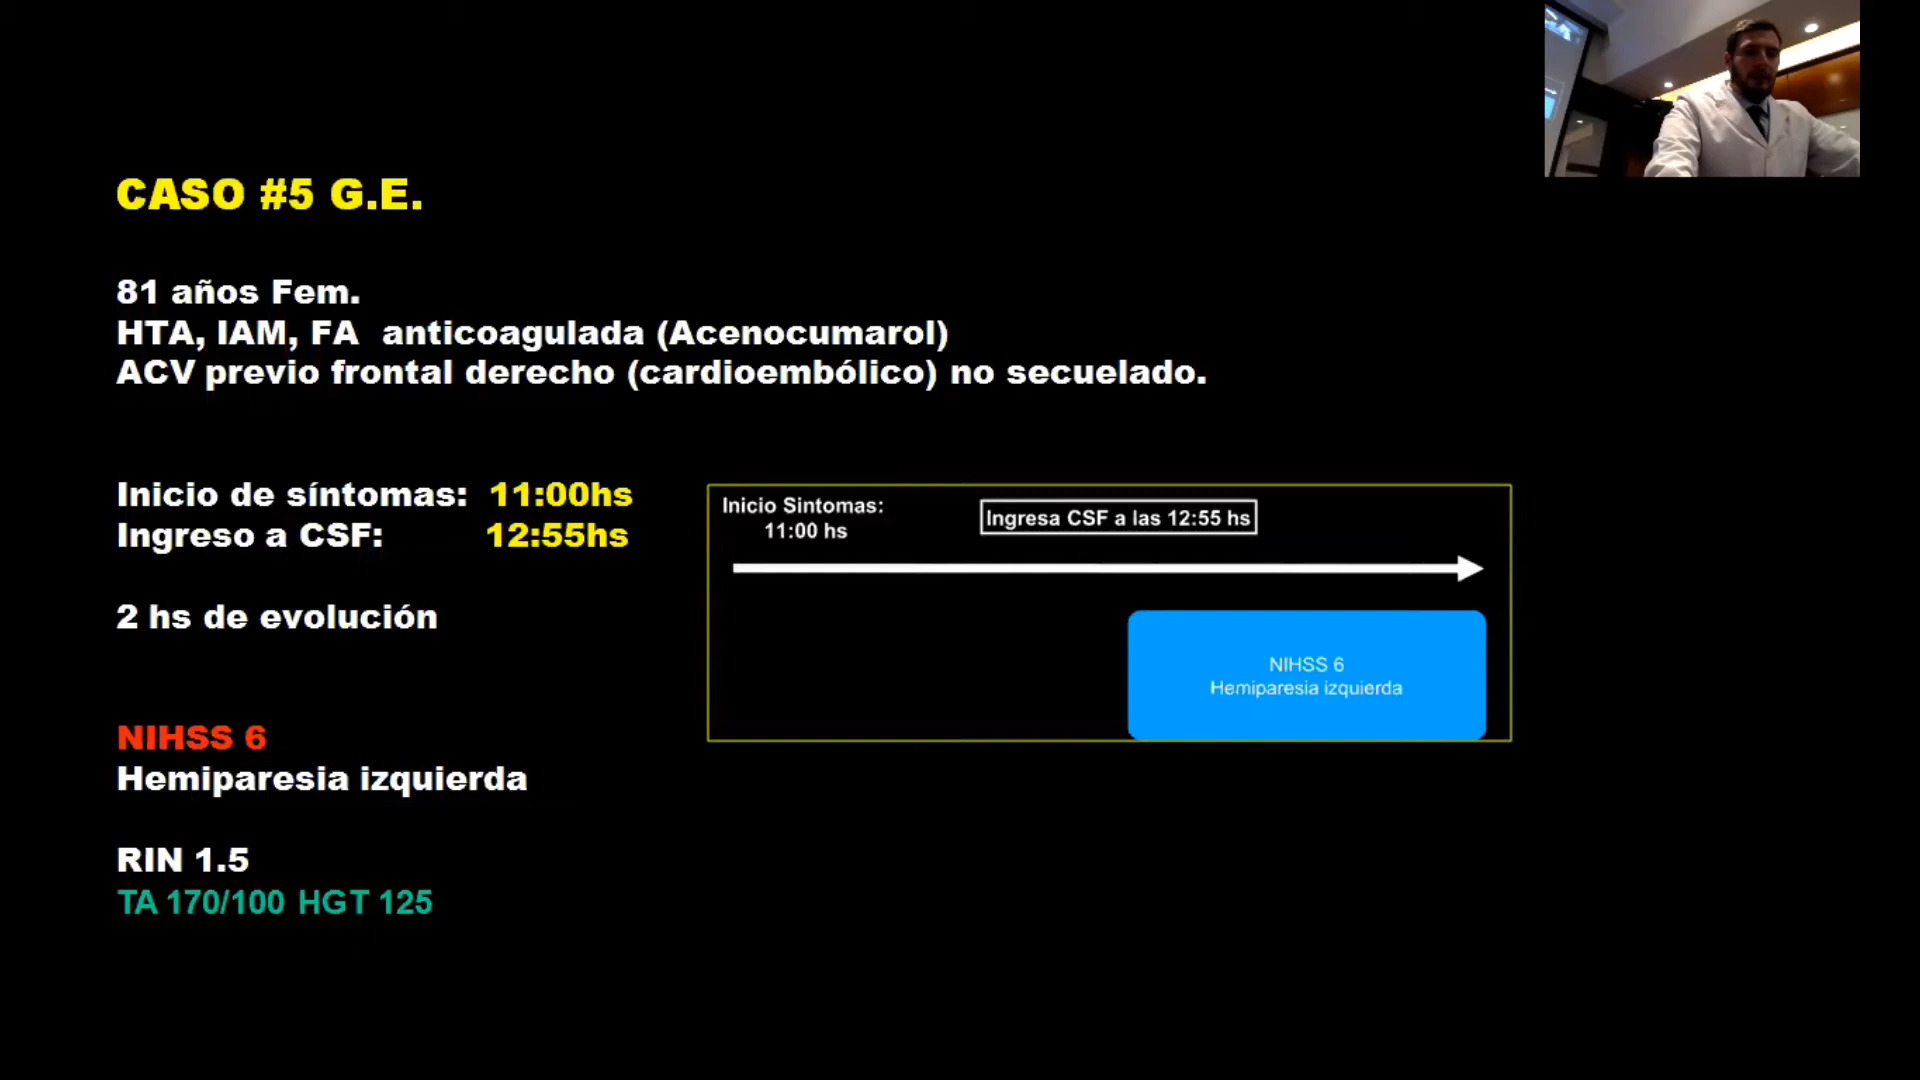 CASO #5 G.E.
81 años Fem.
HTA, IAM, FA anticoagulada (Acenocumarol)
ACV previo frontal derecho (cardioembólico) no secuelado.
Inicio de síntomas: 11:00hs
Ingreso a CSF: 12:55hs
2 hs de evolución
NIHSS 6
Hemiparesia izquierda
RIN 1.5
TA 170/100 HGT 125
Inicio Sintomas:
11:00 hs
Ingresa CSF a las 12:55 hs
NIHSS 6
Hemiparesia izquierda